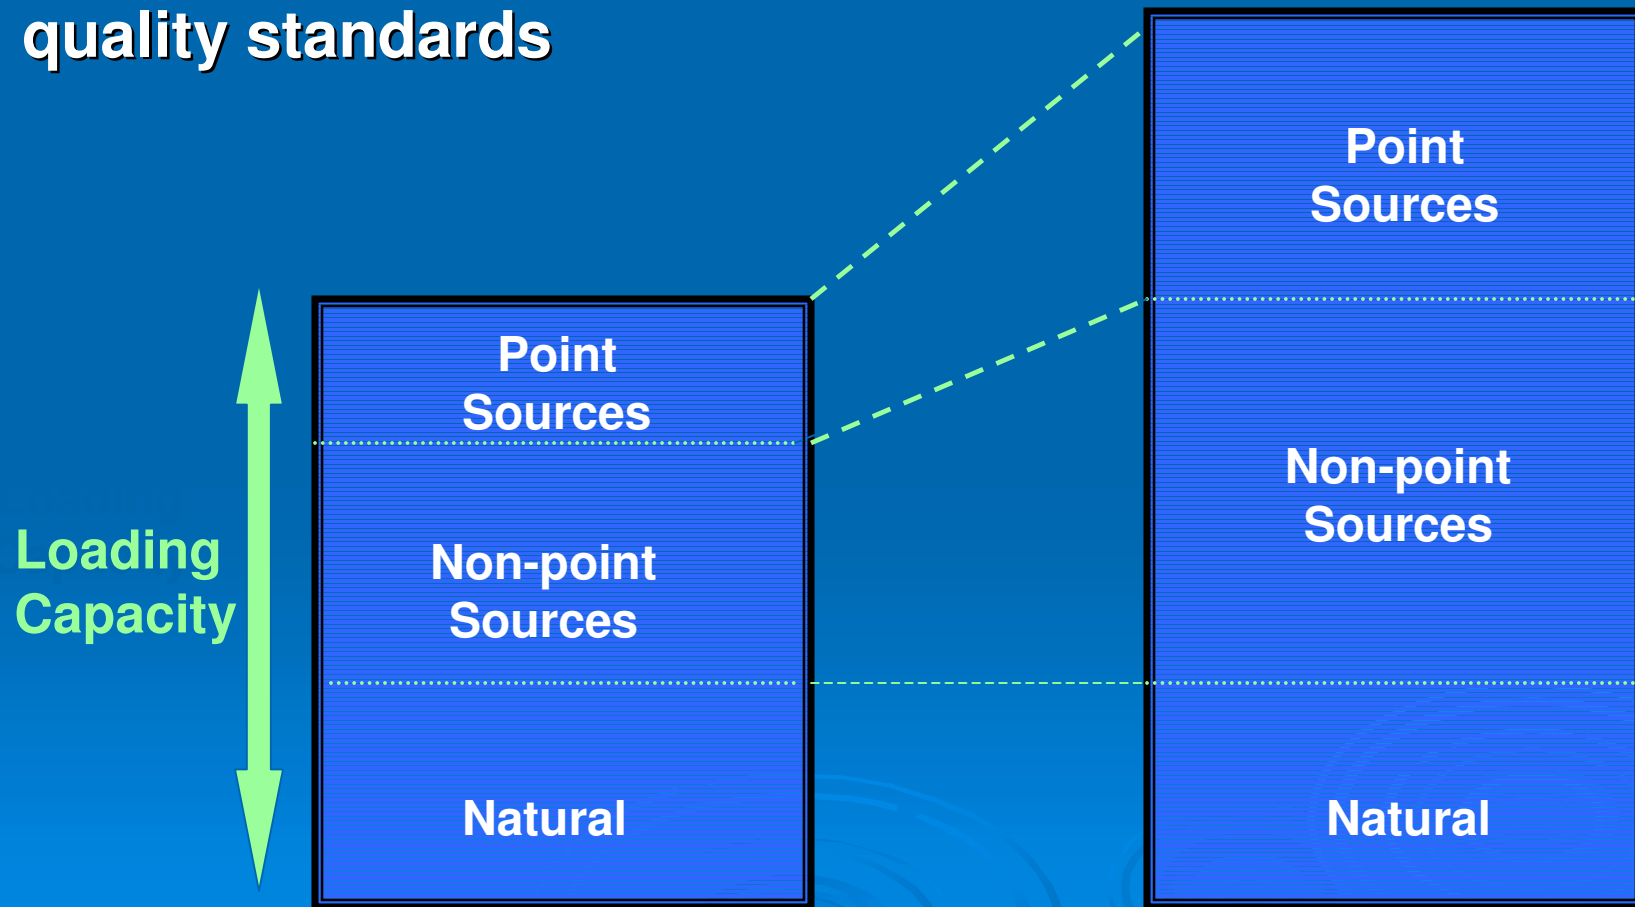 quality standards
Point
Sources
Non-point
Sources
Natural
Loading
Capacity
Point
Sources
Non-point
Sources
Natural